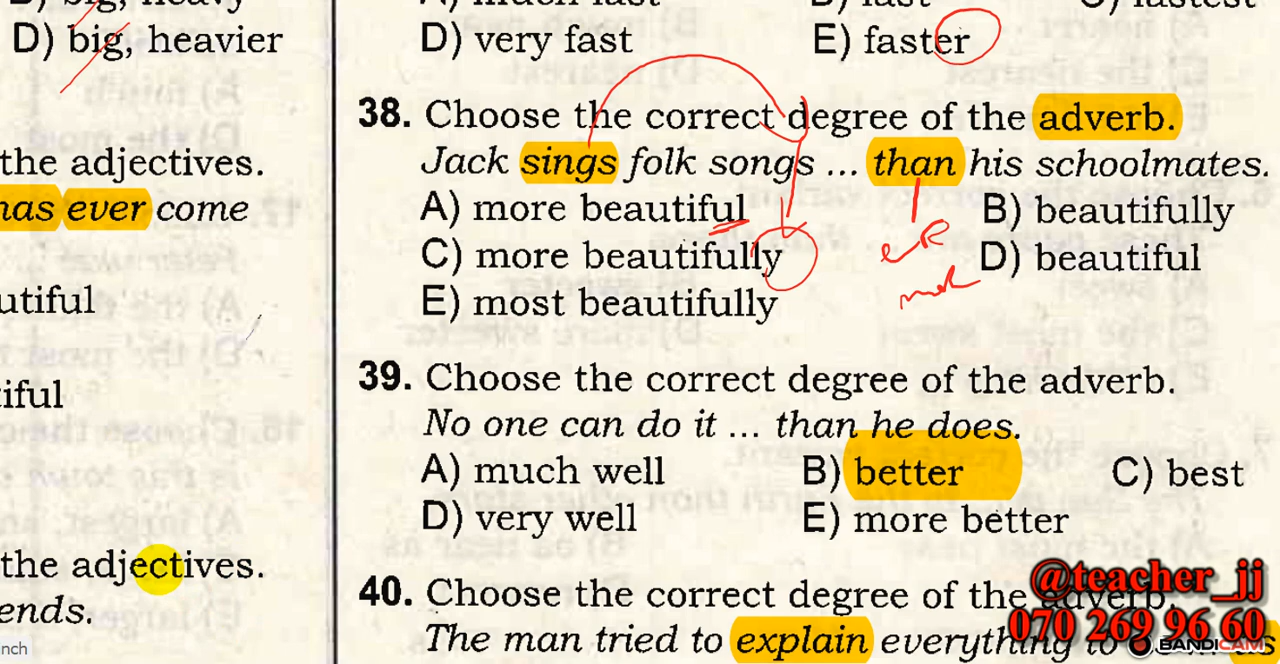 D) big, heavier
the adjectives.
has ever come
utiful
iful
the adjectives.
ends.
nch
D) very fast E) faster
38. Choose the correct degree of the adverb.
Jack sings folk songs ... than his schoolmates.
A) more beautiful B) beautifully
C) more beautifully D) beautiful
E) most beautifully
er
39. Choose the correct degree of the adverb.
No one can do it ... than he does.
A) much well B) better C) best
D) very well E) more better
40. Choose the correct degree of the adverb.
The man tried to explain everything to
@teacher_jj
070 269 96 60
BANDICAM